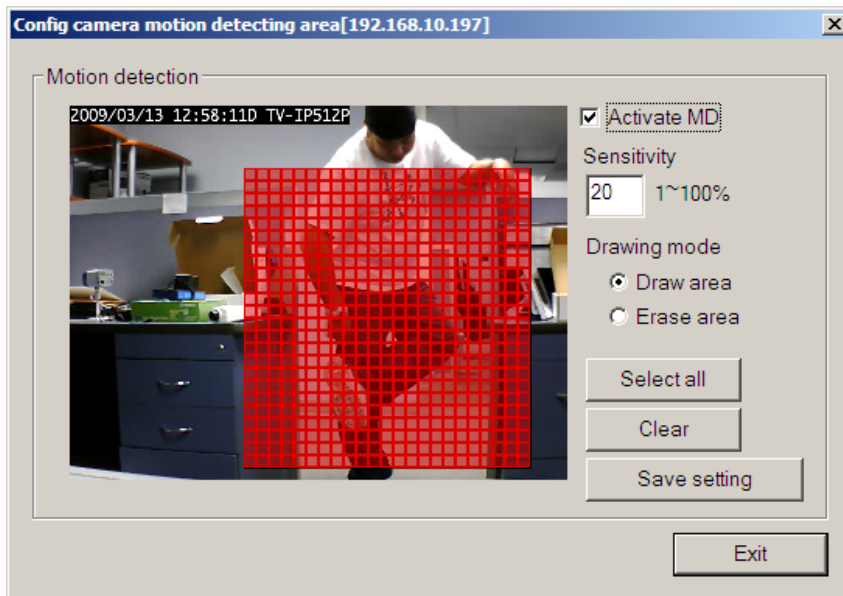 Config camera motion detecting area[192.168.10.197]
Motion detection
2009/03/13 12:58:11D TV-IP512P
Activate MD
Sensitivity
20 1~100%
Drawing mode
Draw area
Erase area
Select all
Clear
Save setting
Exit